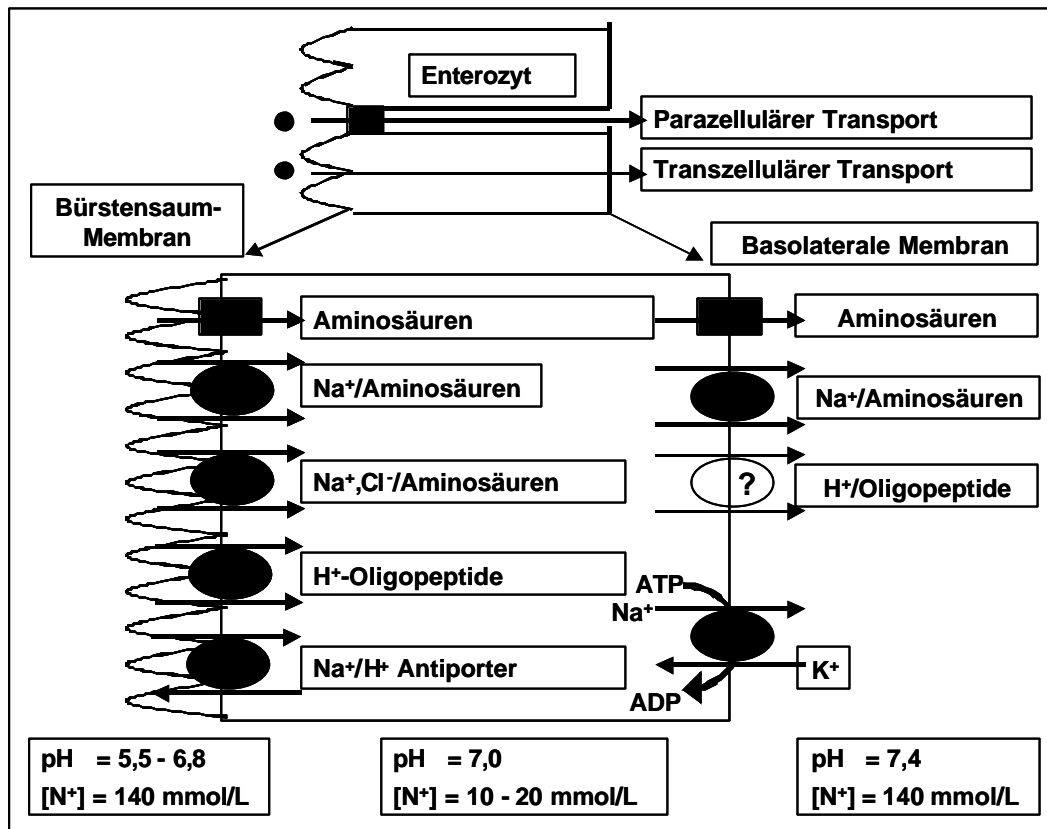 Enterozyt
Parazellulärer Transport
Transzellulärer Transport
Bürstensaum-
Membran
Basolaterale Membran
Aminosäuren
Aminosäuren
Na⁺/Aminosäuren
Na⁺/Aminosäuren
Na⁺,Cl⁻/Aminosäuren
?
H⁺/Oligopeptide
H⁺-Oligopeptide
ATP
Na⁺
Na⁺/H⁺ Antiporter
K⁺
ADP
pH = 5,5 - 6,8
[N⁺] = 140 mmol/L
pH = 7,0
[N⁺] = 10 - 20 mmol/L
pH = 7,4
[N⁺] = 140 mmol/L